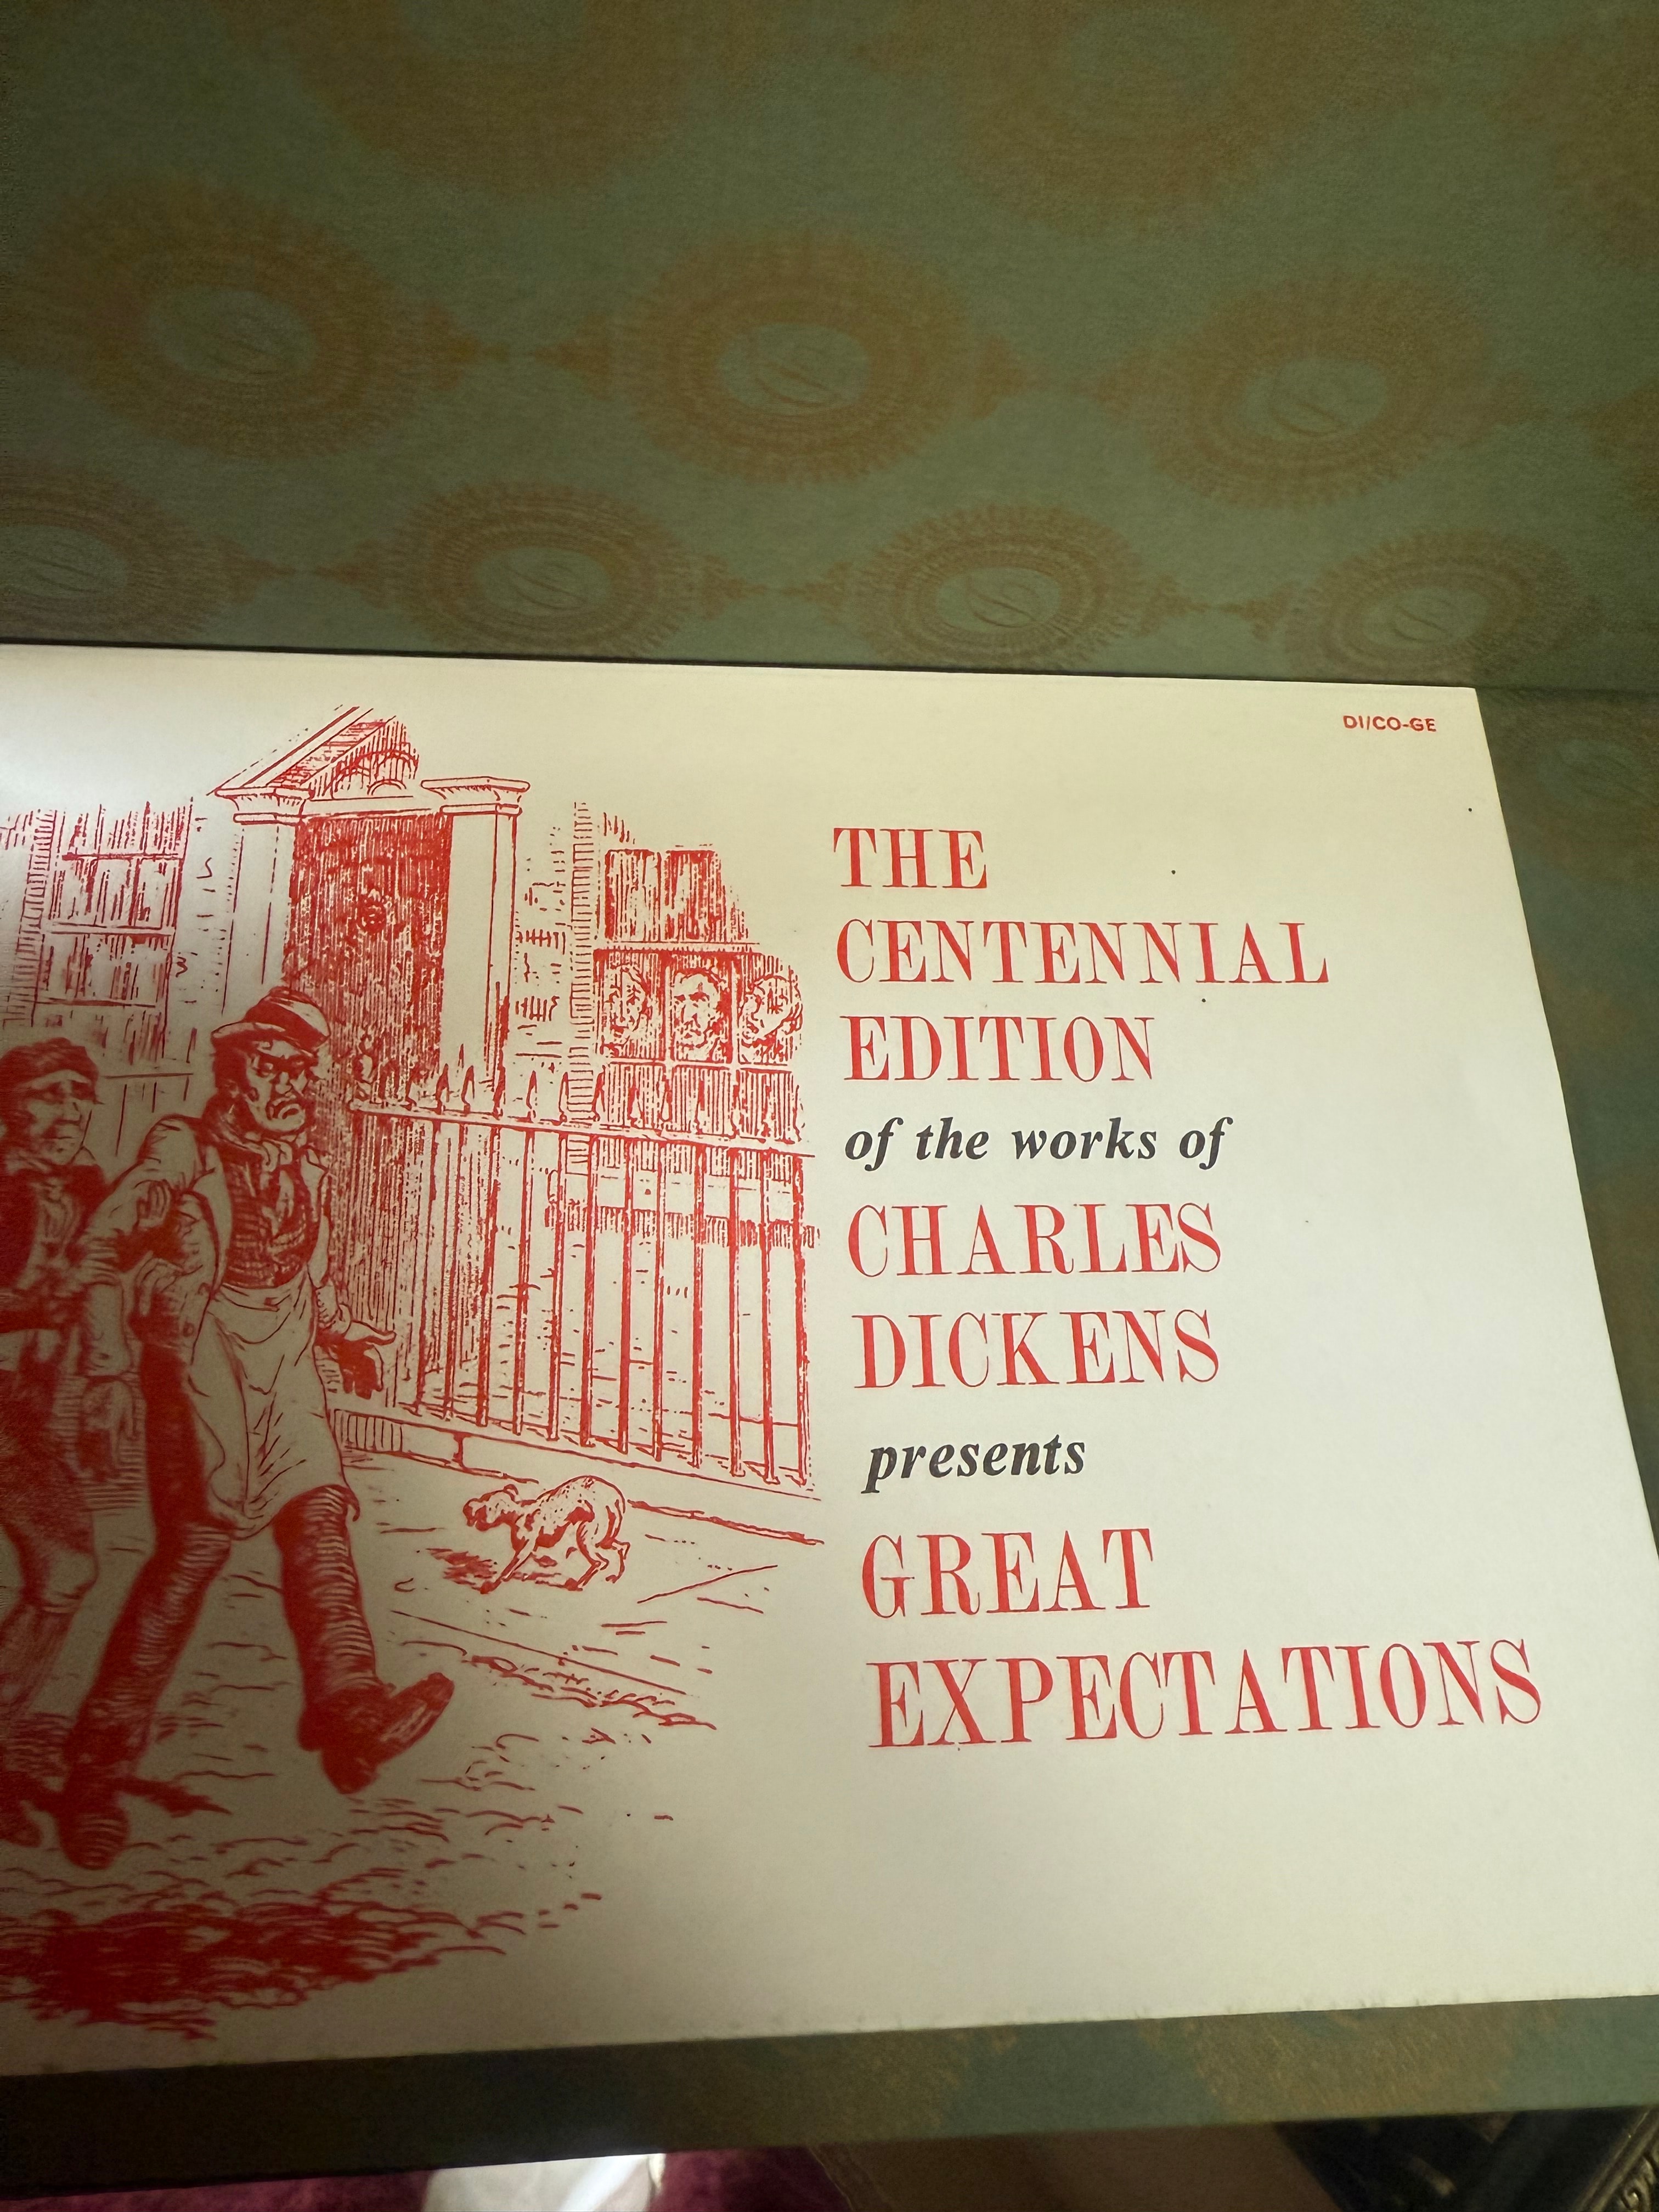 DI/CO-GE
THE
CENTENNIAL
EDITION
of the works of
CHARLES
DICKENS
presents
GREAT
EXPECTATIONS